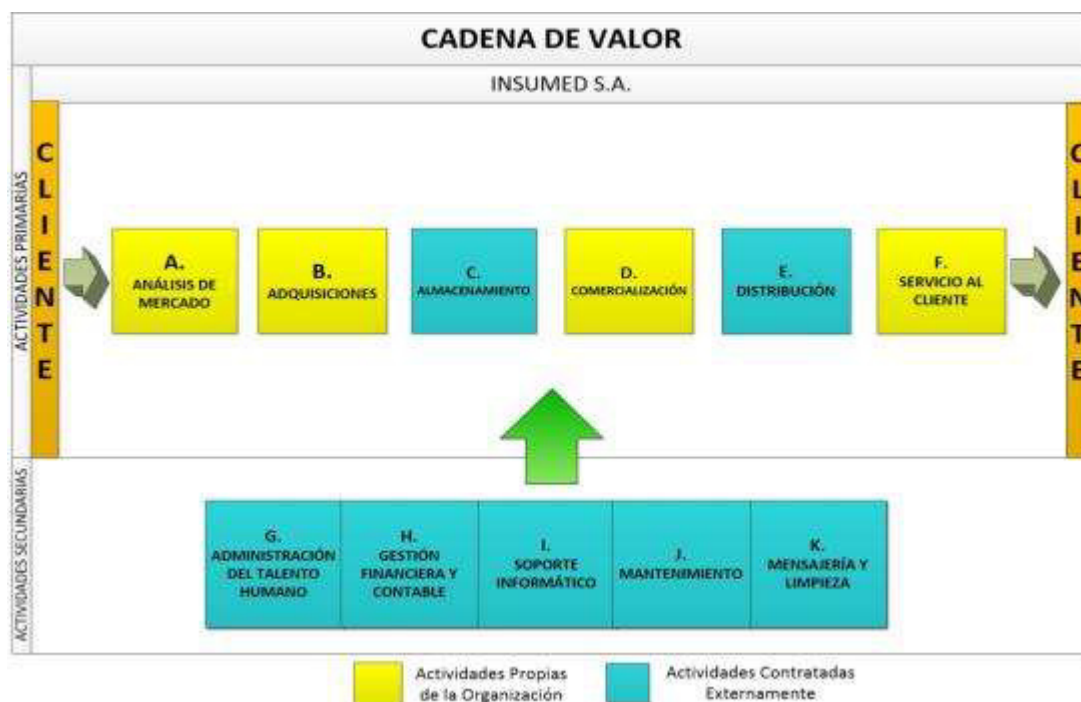 CADENA DE VALOR
INSUMED S.A.
ACTIVIDADES PRIMARIAS
CLIENTE
A.
ANÁLISIS DE
MERCADO
B.
ADQUISICIONES
C.
ALMACENAMIENTO
D.
COMERCIALIZACIÓN
E.
DISTRIBUCIÓN
F.
SERVICIO AL
CLIENTE
CLIENTE
ACTIVIDADES SECUNDARIAS
G.
ADMINISTRACIÓN
DEL TALENTO
HUMANO
H.
GESTIÓN
FINANCIERA Y
CONTABLE
I.
SOPORTE
INFORMÁTICO
J.
MANTENIMIENTO
K.
MENSAJERÍA Y
LIMPIEZA
Actividades Propias
de la Organización
Actividades Contratadas
Externamente